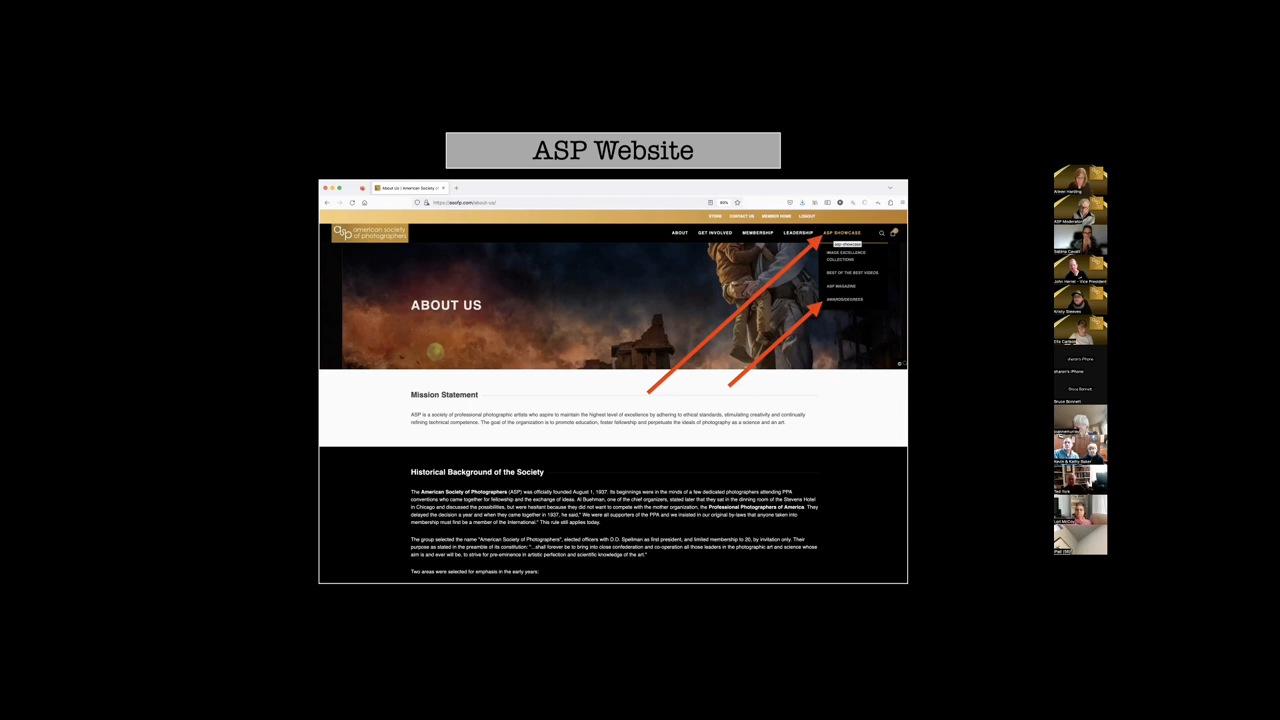 ASP Website
About Us | American Society of
https://asofp.com/about-us/
80%
STORE CONTACT US MEMBER HOME LOGOUT
asp american society
of photographers
ABOUT GET INVOLVED MEMBERSHIP LEADERSHIP ASP SHOWCASE
asp-showcase
IMAGE EXCELLENCE
COLLECTIONS
BEST OF THE BEST VIDEOS
ASP MAGAZINE
AWARDS/DEGREES
ABOUT US
Mission Statement
ASP is a society of professional photographic artists who aspire to maintain the highest level of excellence by adhering to ethical standards, stimulating creativity and continually
refining technical competence. The goal of the organization is to promote education, foster fellowship and perpetuate the ideals of photography as a science and an art.
Historical Background of the Society
The American Society of Photographers (ASP) was officially founded August 1, 1937. Its beginnings were in the minds of a few dedicated photographers attending PPA
conventions who came together for fellowship and the exchange of ideas. Al Buehman, one of the chief organizers, stated later that they sat in the dinning room of the Stevens Hotel
in Chicago and discussed the possibilities, but were hesitant because they did not want to compete with the mother organization, the Professional Photographers of America. They
delayed the decision a year and when they came together in 1937, he said," We were all supporters of the PPA and we insisted in our original by-laws that anyone taken into
membership must first be a member of the International." This rule still applies today.
The group selected the name "American Society of Photographers", elected officers with D.D. Spellman as first president, and limited membership to 20, by invitation only. Their
purpose as stated in the preamble of its constitution: "...shall forever be to bring into close confederation and co-operation all those leaders in the photographic art and science whose
aim is and ever will be, to strive for pre-eminence in artistic perfection and scientific knowledge of the art."
Two areas were selected for emphasis in the early years:
ASP Moderator
John Herrel - Vice President
Kristy Steeves
Ella Carlson
sharon's iPhone
sharon's iPhone
Bruce Bonnett
Bruce Bonnett
Kevin & Kathy Baker
Ted York
Lori McCoy